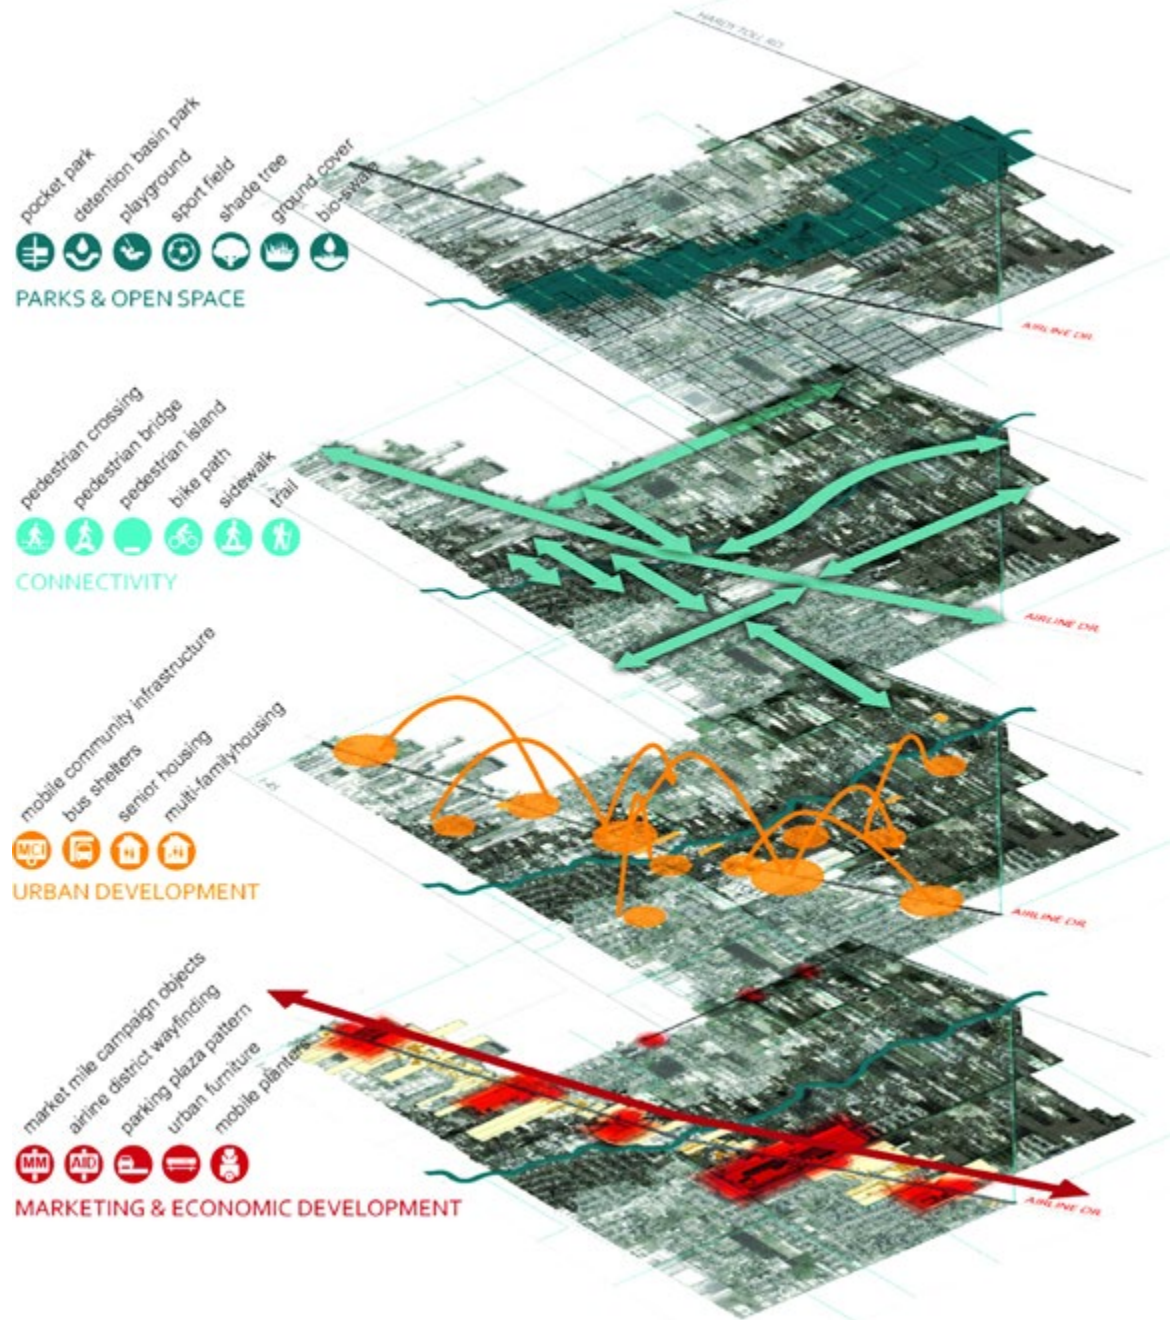 HARDY TOLL RD.
pocket park
detention basin park
playground
sport field
shade tree
ground cover
bio-swale
PARKS & OPEN SPACE
AIRLINE DR.
pedestrian crossing
pedestrian bridge
pedestrian island
bike path
sidewalk
trail
CONNECTIVITY
AIRLINE DR.
mobile community infrastructure
bus shelters
senior housing
multi-familyhousing
MCI
URBAN DEVELOPMENT
I-45
AIRLINE DR.
market mile campaign objects
airline district wayfinding
parking plaza pattern
urban furniture
mobile planters
MM
AID
MARKETING & ECONOMIC DEVELOPMENT
AIRLINE DR.